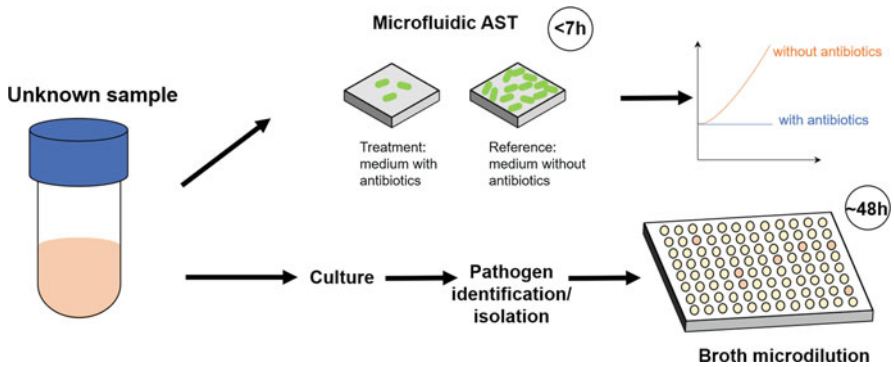 Microfluidic AST
<7h
Unknown sample
Treatment:
medium with
antibiotics
Reference:
medium without
antibiotics
without antibiotics
with antibiotics
~48h
Culture
Pathogen
identification/
isolation
Broth microdilution